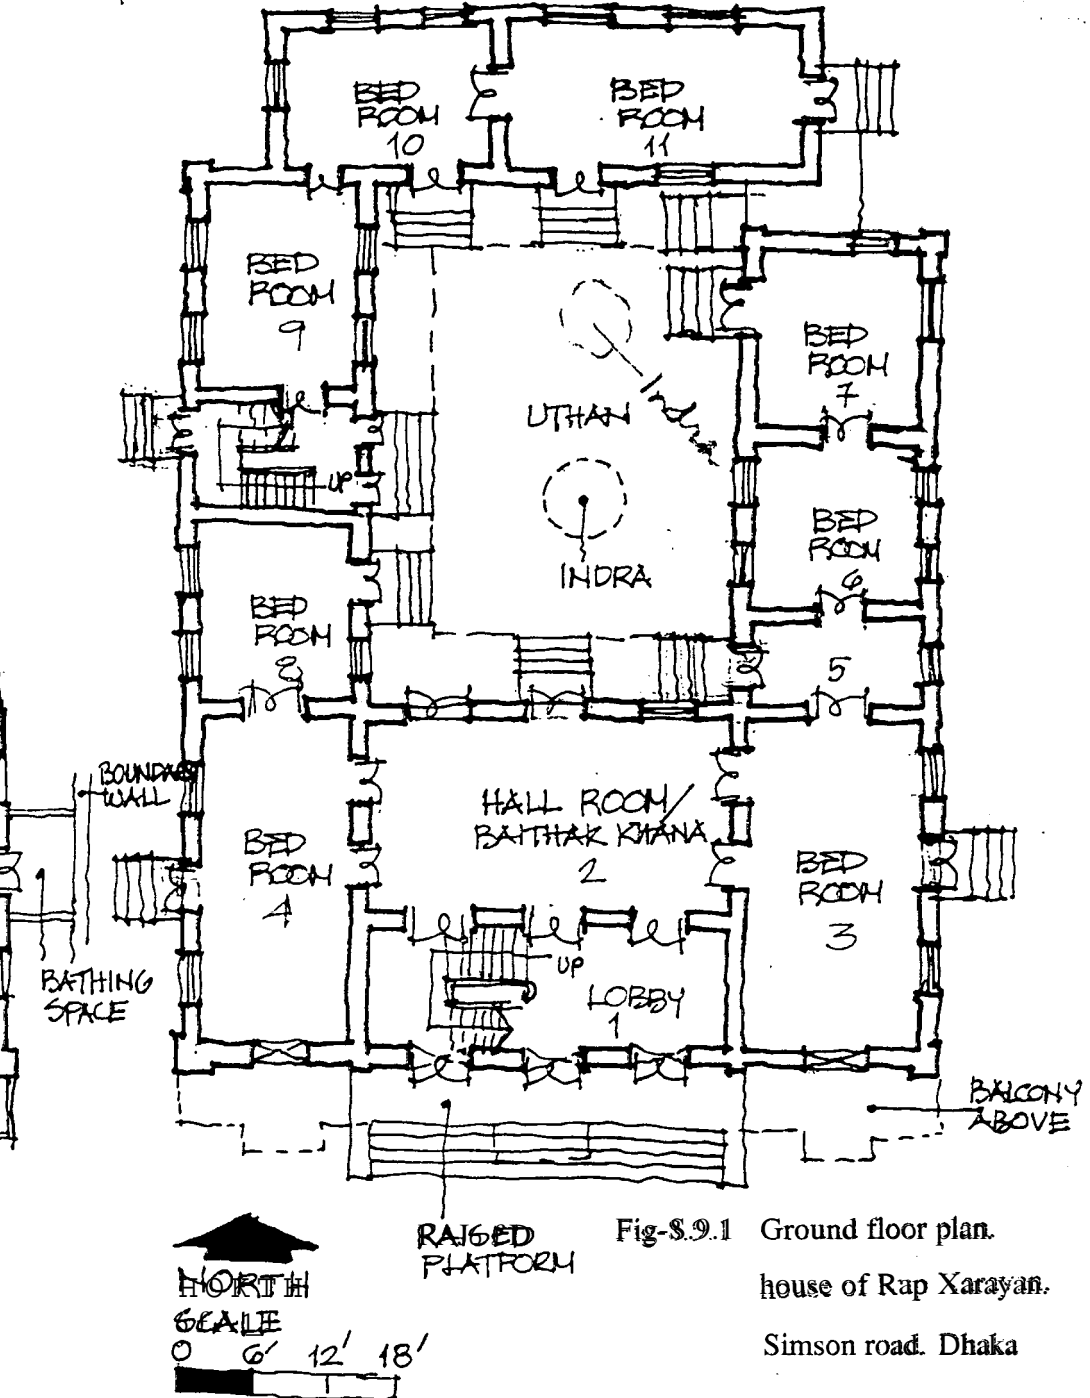 BED
ROOM
10
BED
ROOM
11
BED
ROOM
9
BED
ROOM
7
UTHAN
Indra
UP
BED
ROOM
6
INDRA
BED
ROOM
8
5
BOUNDARY
WALL
HALL ROOM/
BAITHAK KHANA
2
BED
ROOM
4
BED
ROOM
3
UP
LOBBY
1
BATHING
SPACE
BALCONY
ABOVE
RAISED
PLATFORM
Fig-8.9.1 Ground floor plan.
house of Rap Xarayan.
Simson road. Dhaka
NORTH
SCALE
0 6' 12' 18'